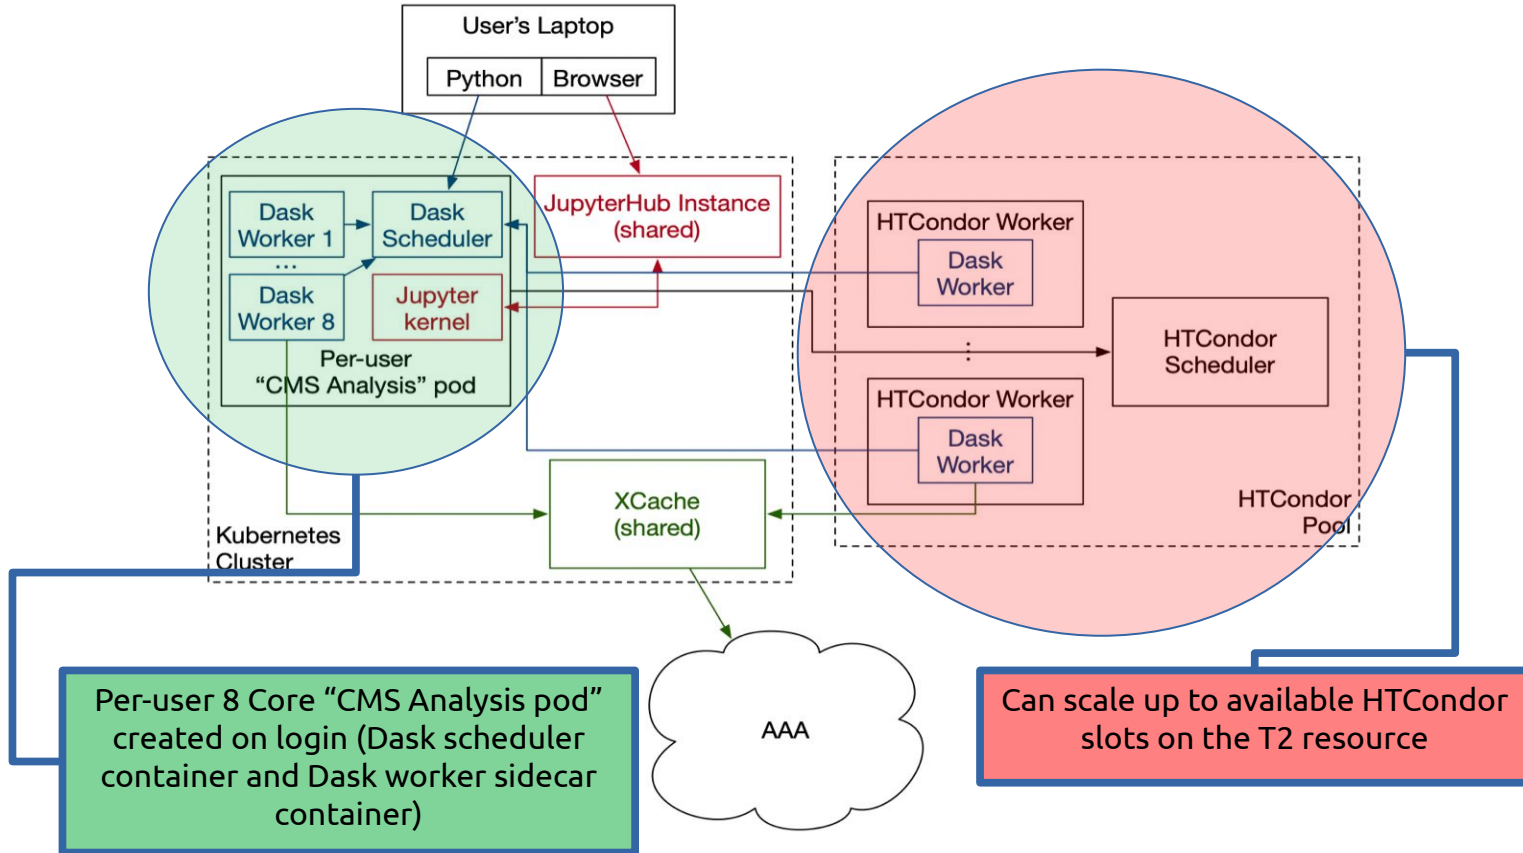 User’s Laptop
Python
Browser
Dask
Worker 1
...
Dask
Worker 8
Dask
Scheduler
Jupyter
kernel
Per-user
“CMS Analysis” pod
JupyterHub Instance
(shared)
XCache
(shared)
Kubernetes
Cluster
HTCondor Worker
Dask
Worker
...
HTCondor Worker
Dask
Worker
HTCondor
Scheduler
HTCondor
Pool
AAA
Per-user 8 Core “CMS Analysis pod”
created on login (Dask scheduler
container and Dask worker sidecar
container)
Can scale up to available HTCondor
slots on the T2 resource